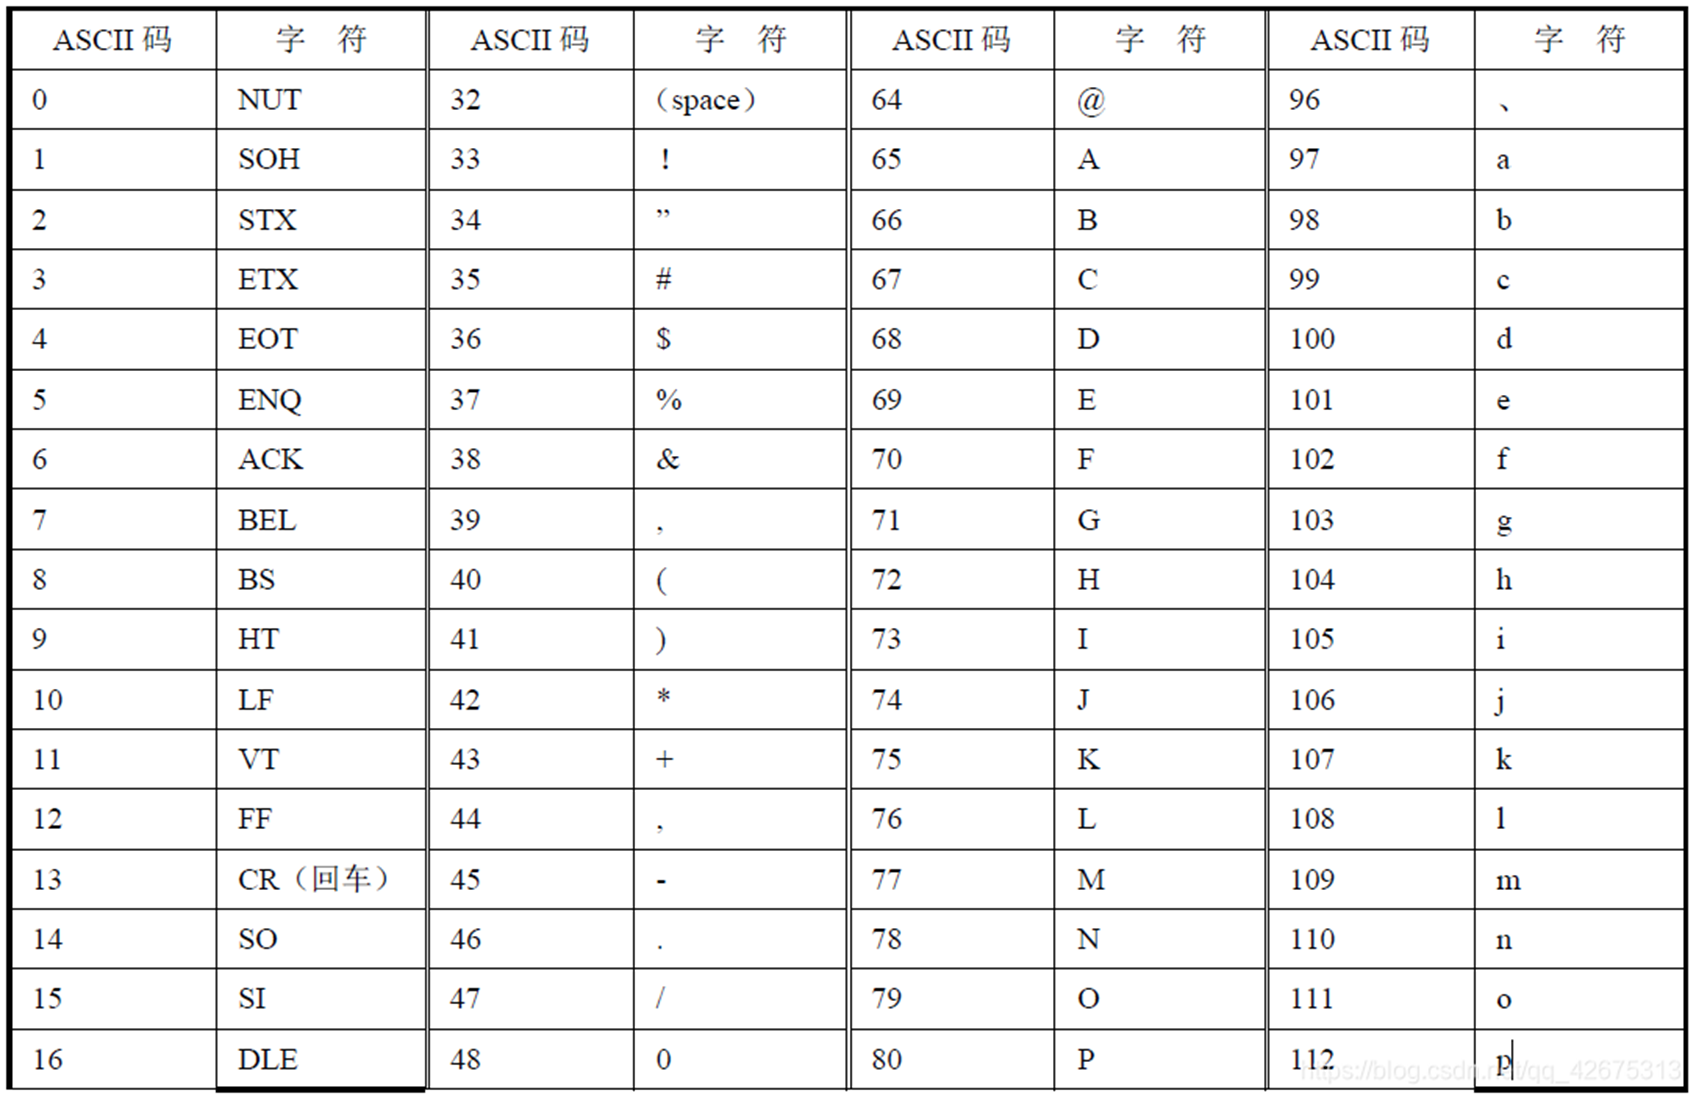 ASCII 码 字 符 ASCII 码 字 符 ASCII 码 字 符 ASCII 码 字 符
0 NUT 32 （space） 64 @ 96 、
1 SOH 33 ! 65 A 97 a
2 STX 34 ” 66 B 98 b
3 ETX 35 # 67 C 99 c
4 EOT 36 $ 68 D 100 d
5 ENQ 37 % 69 E 101 e
6 ACK 38 & 70 F 102 f
7 BEL 39 , 71 G 103 g
8 BS 40 ( 72 H 104 h
9 HT 41 ) 73 I 105 i
10 LF 42 * 74 J 106 j
11 VT 43 + 75 K 107 k
12 FF 44 , 76 L 108 l
13 CR（回车） 45 - 77 M 109 m
14 SO 46 . 78 N 110 n
15 SI 47 / 79 O 111 o
16 DLE 48 0 80 P 112 p
https://blog.csdn.net/qq_42675313